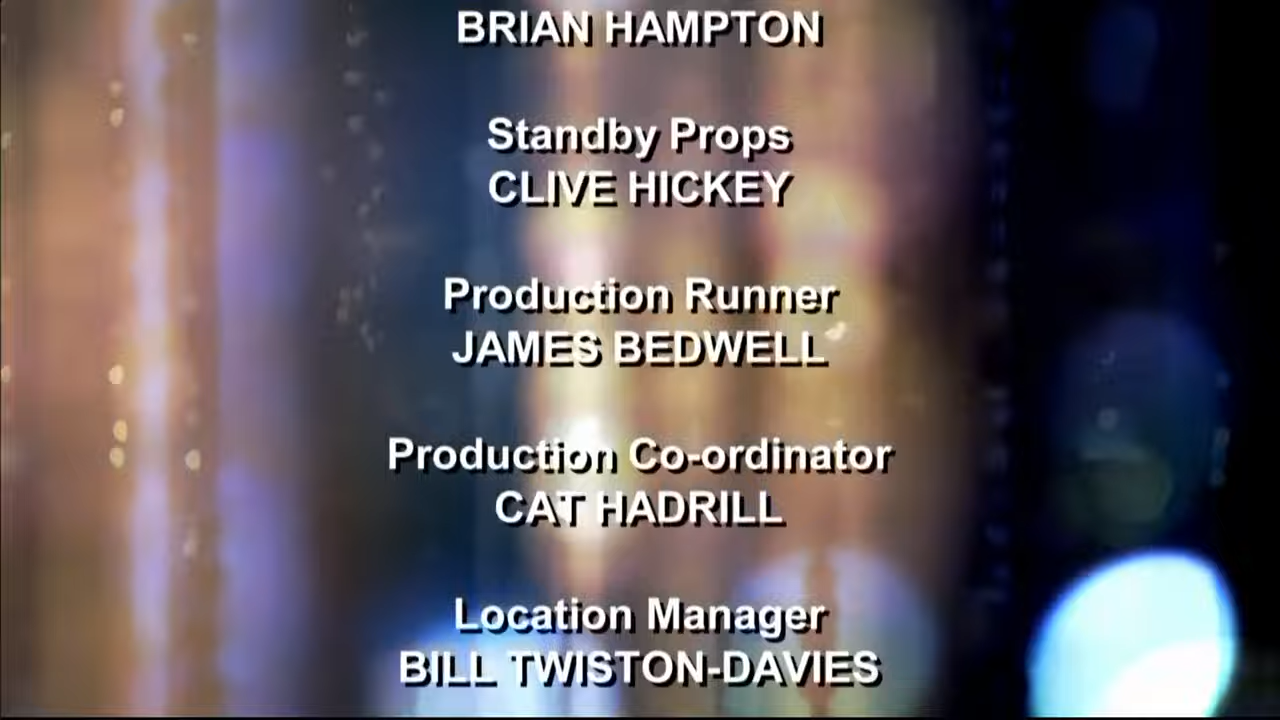 BRIAN HAMPTON
Standby Props
CLIVE HICKEY
Production Runner
JAMES BEDWELL
Production Co-ordinator
CAT HADRILL
Location Manager
BILL TWISTON-DAVIES